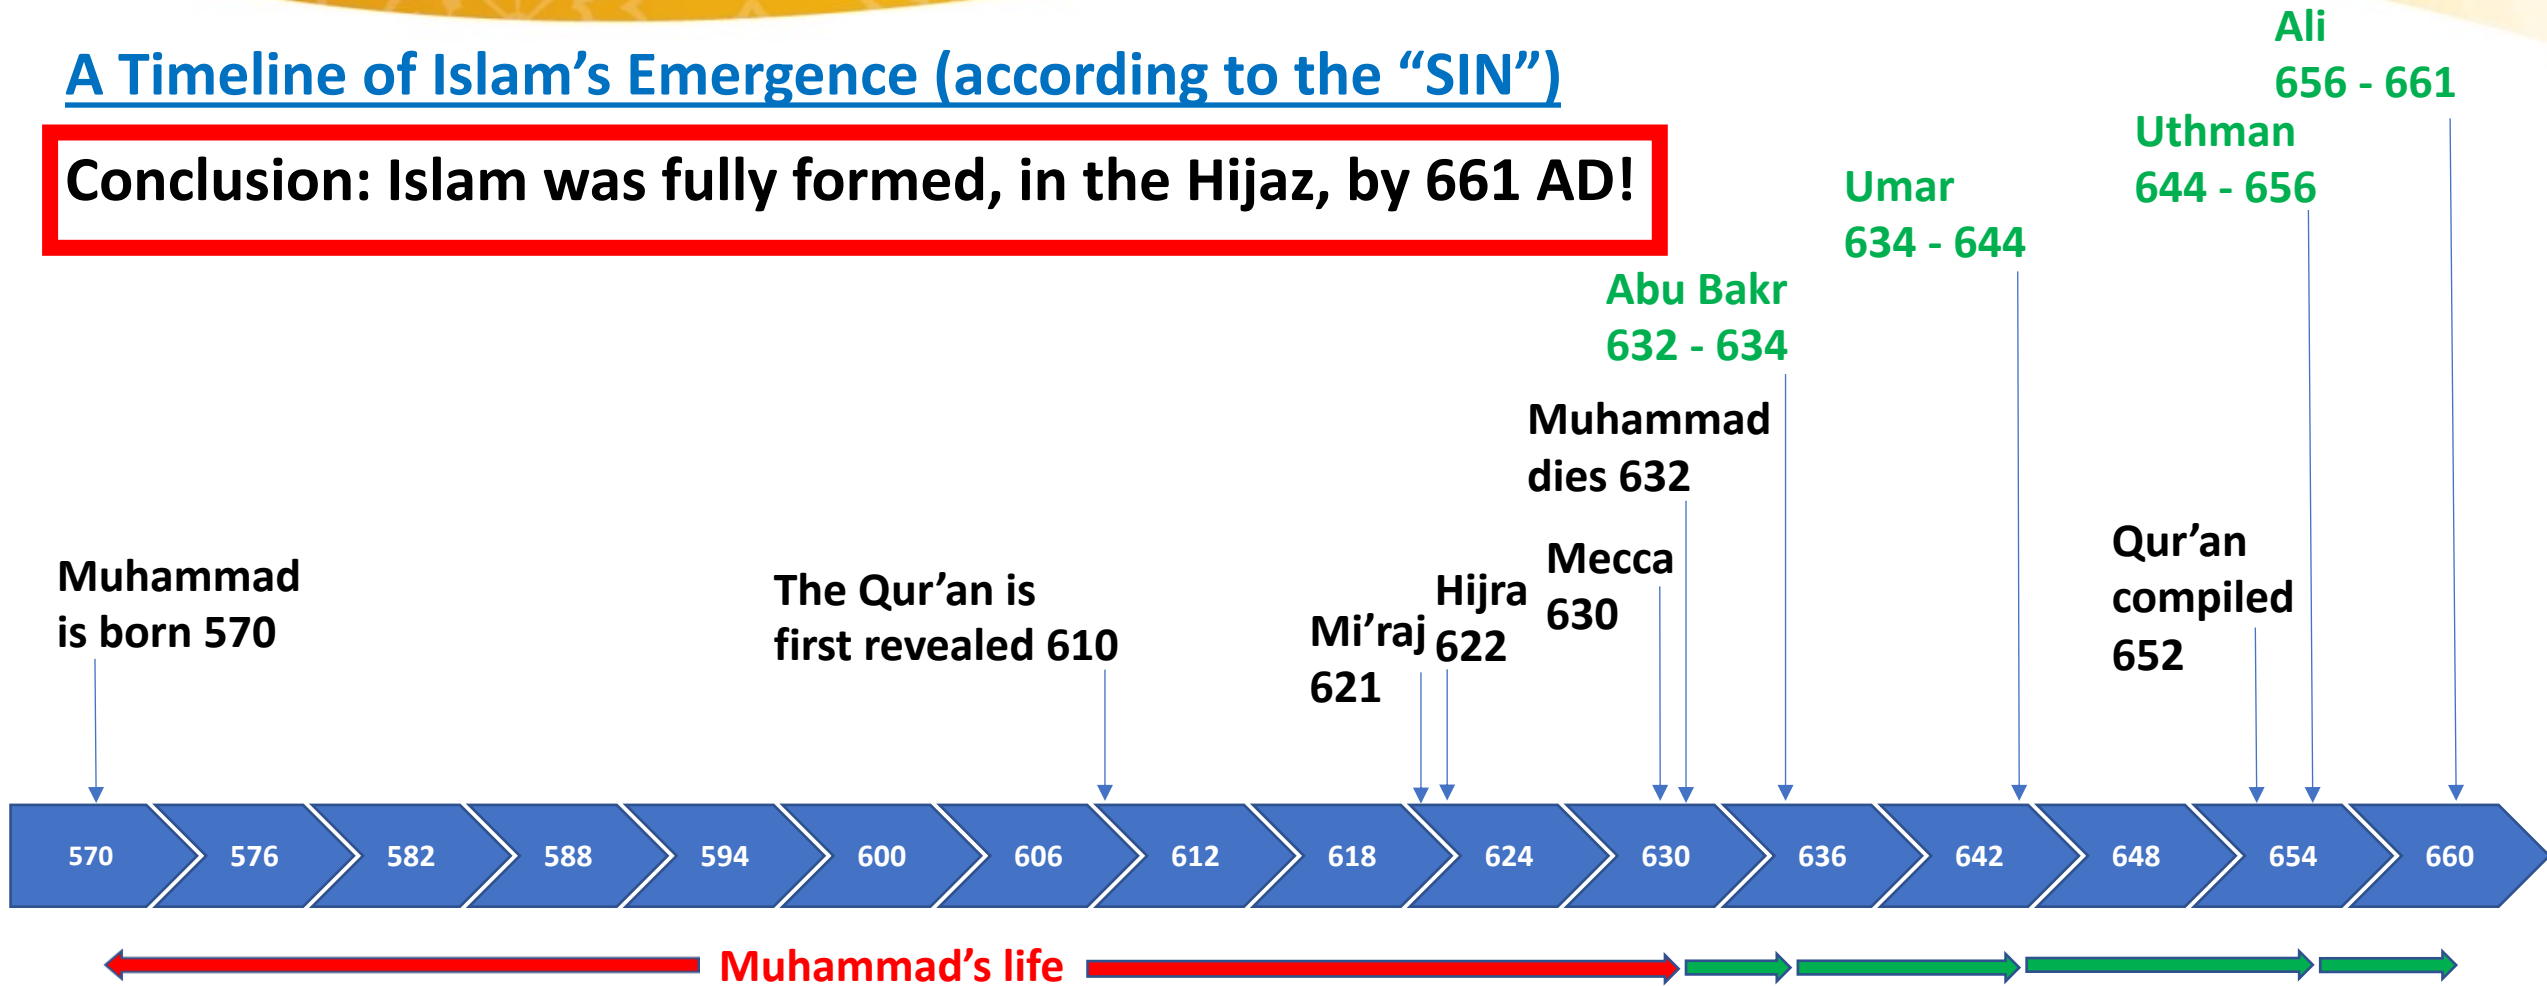 A Timeline of Islam’s Emergence (according to the “SIN”)
Conclusion: Islam was fully formed, in the Hijaz, by 661 AD!
Ali
656 - 661
Uthman
644 - 656
Umar
634 - 644
Abu Bakr
632 - 634
Muhammad
dies 632
Muhammad
is born 570
The Qur’an is
first revealed 610
Mi’raj
621
Hijra
622
Mecca
630
Qur’an
compiled
652
570 576 582 588 594 600 606 612 618 624 630 636 642 648 654 660
Muhammad’s life